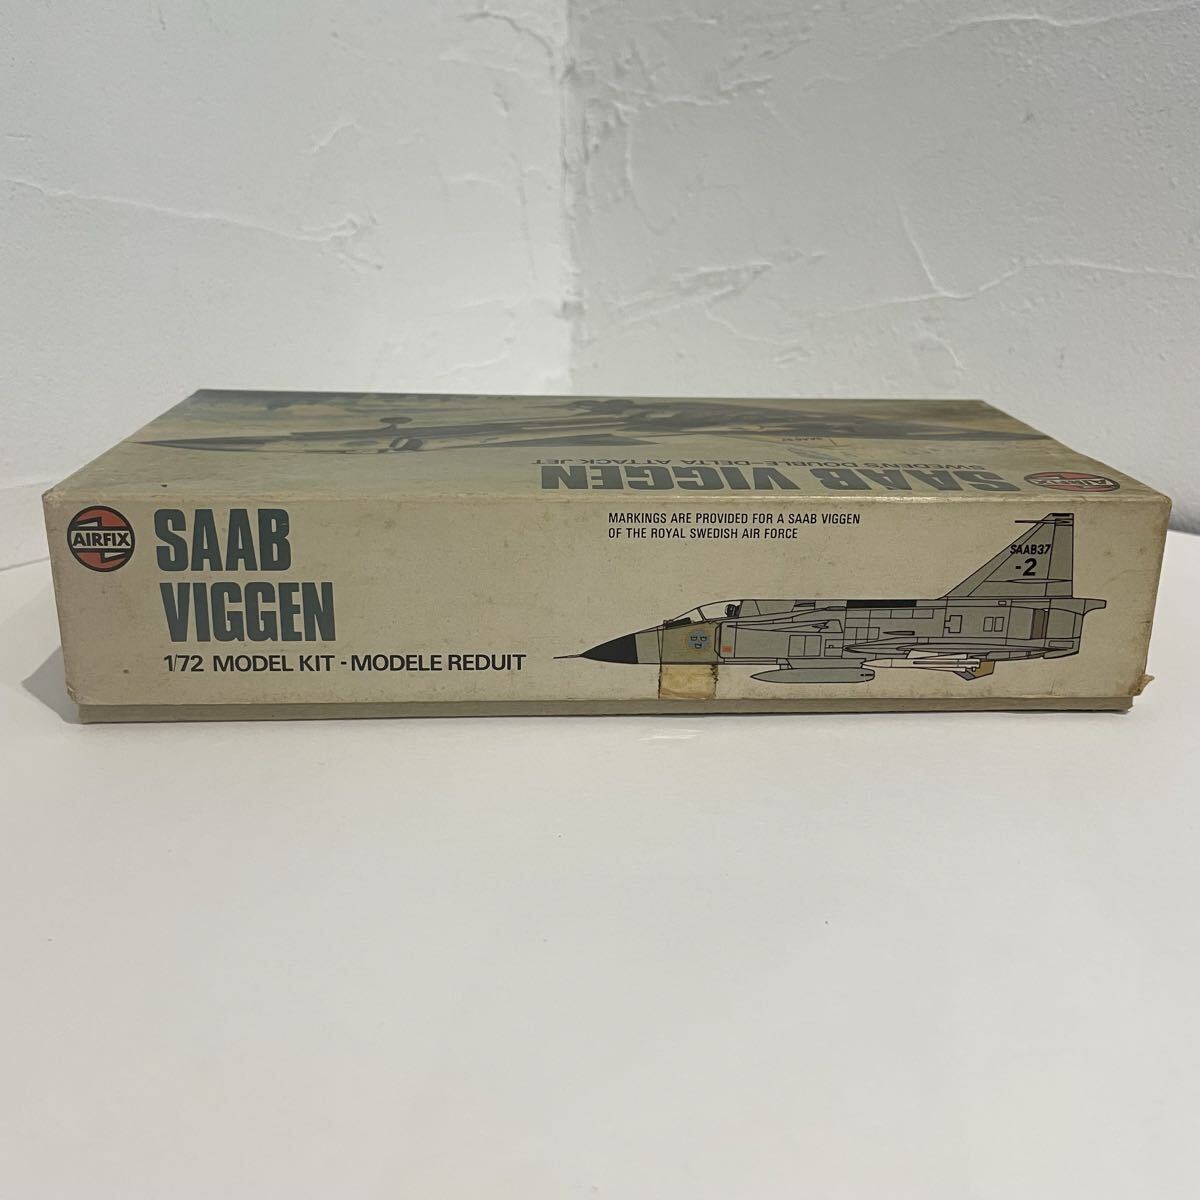 SAAB VIGGEN
SWEDEN'S DOUBLE-DELTA ATTACK JET
AIRFIX
AIRFIX
SAAB
VIGGEN
1/72 MODEL KIT - MODELE REDUIT
MARKINGS ARE PROVIDED FOR A SAAB VIGGEN
OF THE ROYAL SWEDISH AIR FORCE
SAAB37
-2